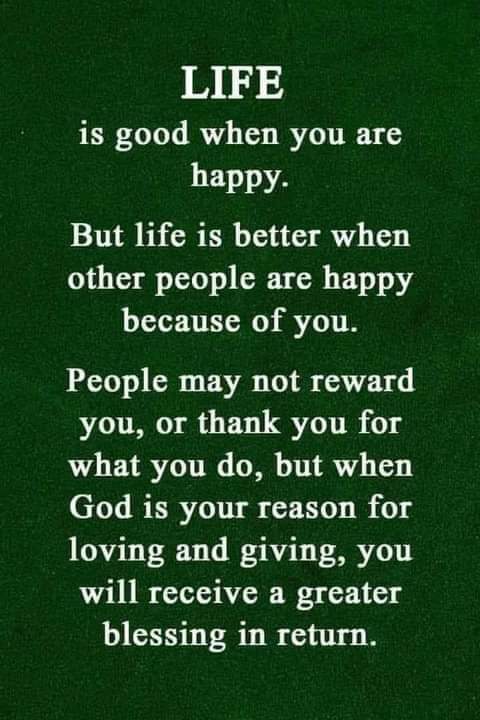 LIFE
is good when you are
happy.
But life is better when
other people are happy
because of you.
People may not reward
you, or thank you for
what you do, but when
God is your reason for
loving and giving, you
will receive a greater
blessing in return.